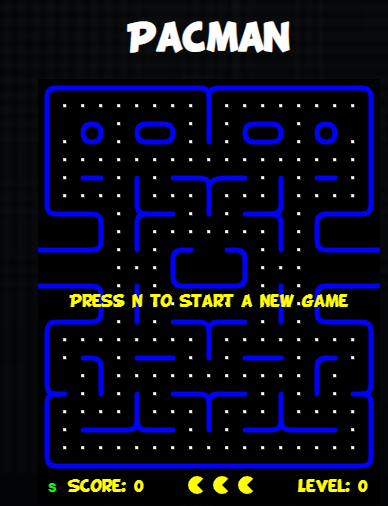 PACMAN
PRESS N TO START A NEW GAME
s SCORE: 0 LEVEL: 0